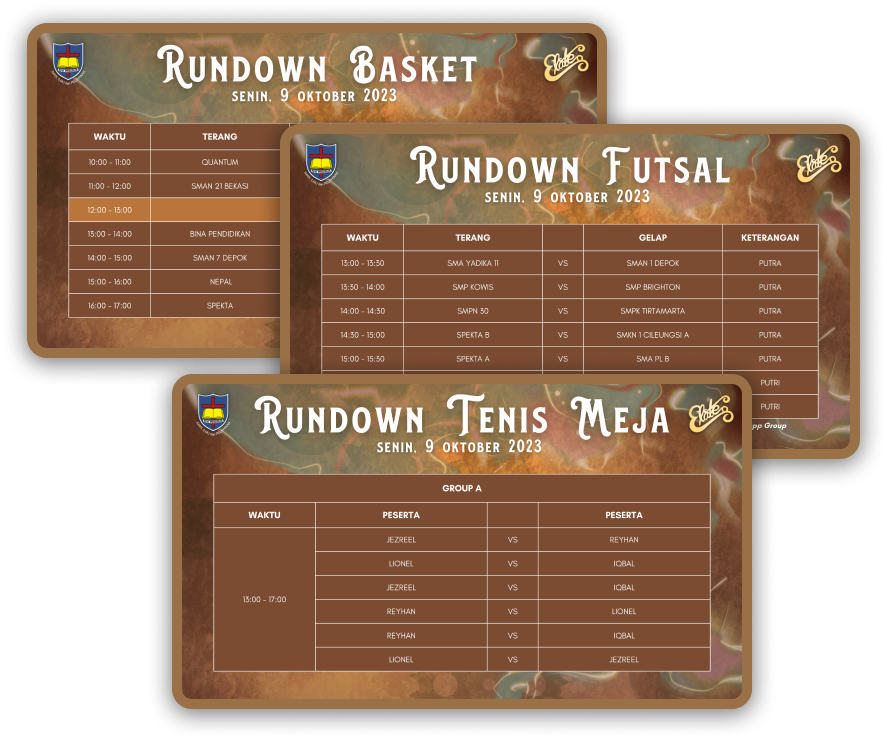 RUNDOWN BASKET
SENIN, 9 OKTOBER 2023
Elate
WAKTU TERANG
10:00 - 11:00 QUANTUM
11:00 - 12:00 SMAN 21 BEKASI
12:00 - 13:00
13:00 - 14:00 BINA PENDIDIKAN
14:00 - 15:00 SMAN 7 DEPOK
15:00 - 16:00 NEPAL
16:00 - 17:00 SPEKTA
RUNDOWN FUTSAL
SENIN, 9 OKTOBER 2023
Elate
WAKTU TERANG GELAP KETERANGAN
13:00 - 13:30 SMA YADIKA 11 VS SMAN 1 DEPOK PUTRA
13:30 - 14:00 SMP KOWIS VS SMP BRIGHTON PUTRA
14:00 - 14:30 SMPN 30 VS SMPK TIRTAMARTA PUTRA
14:30 - 15:00 SPEKTA B VS SMKN 1 CILEUNGSI A PUTRA
15:00 - 15:30 SPEKTA A VS SMA PL B PUTRA
PUTRI
PUTRI
pp Group
RUNDOWN TENIS MEJA
SENIN, 9 OKTOBER 2023
Elate
GROUP A
WAKTU PESERTA PESERTA
13:00 - 17:00
JEZREEL VS REYHAN
LIONEL VS IQBAL
JEZREEL VS IQBAL
REYHAN VS LIONEL
REYHAN VS IQBAL
LIONEL VS JEZREEL